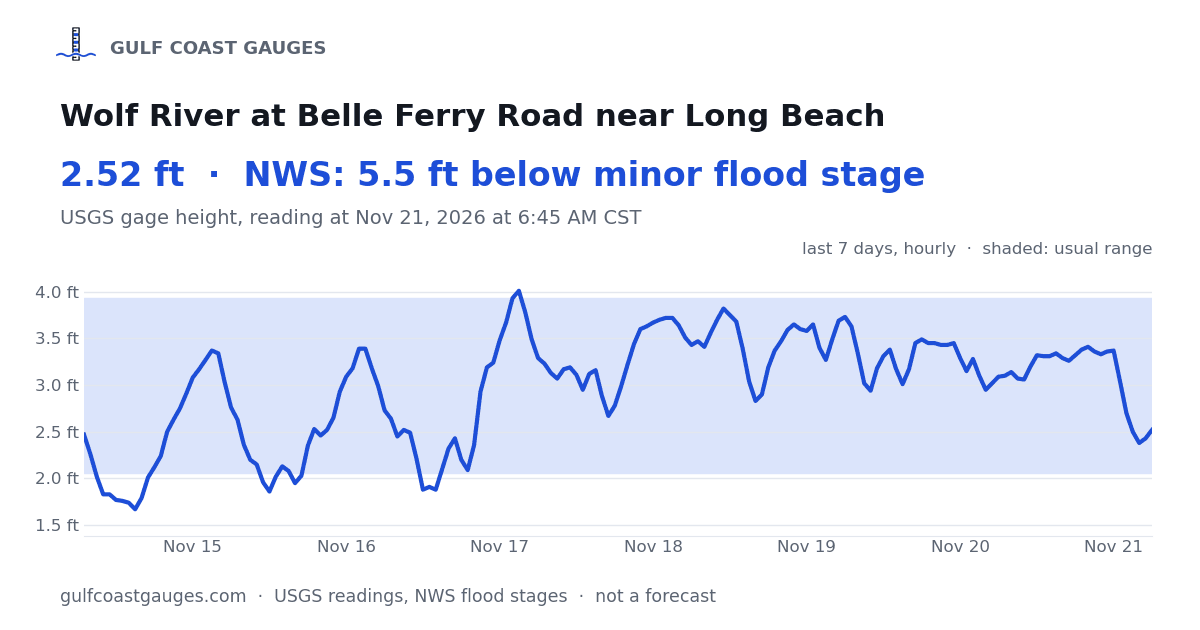 GULF COAST GAUGES
Wolf River at Belle Ferry Road near Long Beach
2.52 ft · NWS: 5.5 ft below minor flood stage
USGS gage height, reading at Nov 21, 2026 at 6:45 AM CST
last 7 days, hourly · shaded: usual range
4.0 ft
3.5 ft
3.0 ft
2.5 ft
2.0 ft
1.5 ft
Nov 15 Nov 16 Nov 17 Nov 18 Nov 19 Nov 20 Nov 21
gulfcoastgauges.com · USGS readings, NWS flood stages · not a forecast